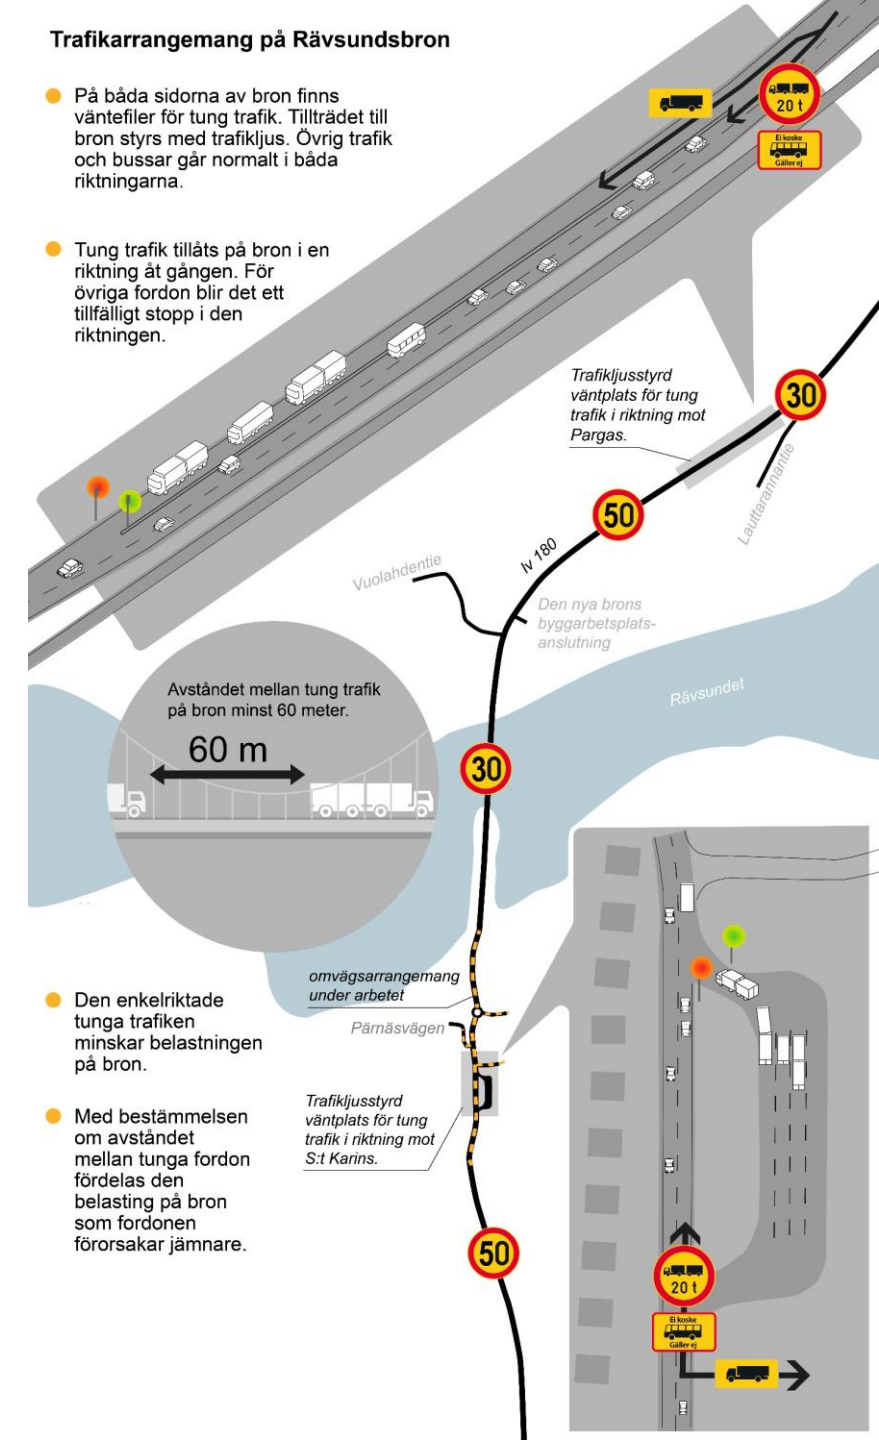 Trafikarrangemang på Rävsundsbron
På båda sidorna av bron finns
väntefiler för tung trafik. Tillträdet till
bron styrs med trafikljus. Övrig trafik
och bussar går normalt i båda
riktningarna.
20 t
Ei koske
Gäller ej
Tung trafik tillåts på bron i en
riktning åt gången. För
övriga fordon blir det ett
tillfälligt stopp i den
riktningen.
Trafikljusstyrd
väntplats för tung
trafik i riktning mot
Pargas.
30
Lauttarannantie
50
lv 180
Vuolahdentie
Den nya brons
byggarbetsplats-
anslutning
Rävsundet
Avståndet mellan tung trafik
på bron minst 60 meter.
60 m
30
omvägsarrangemang
under arbetet
Pärnäsvägen
Den enkelriktade
tunga trafiken
minskar belastningen
på bron.
Trafikljusstyrd
väntplats för tung
trafik i riktning mot
S:t Karins.
Med bestämmelsen
om avståndet
mellan tunga fordon
fördelas den
belasting på bron
som fordonen
förorsakar jämnare.
50
20 t
Ei koske
Gäller ej